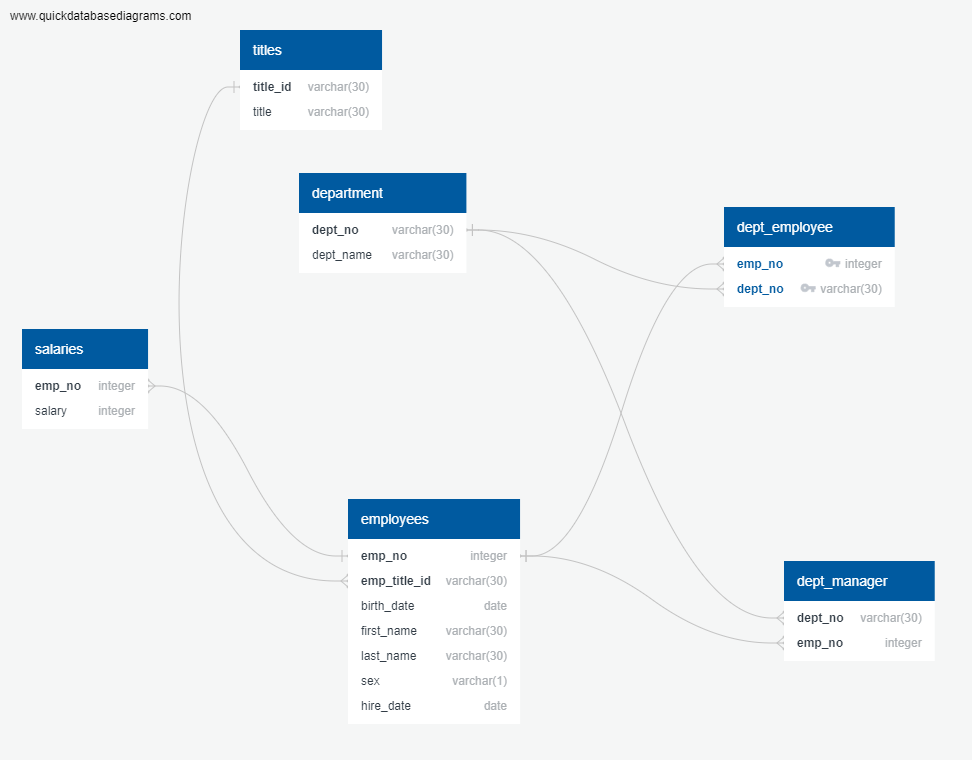 www.quickdatabasediagrams.com
titles
title_id varchar(30)
title varchar(30)
department
dept_no varchar(30)
dept_name varchar(30)
dept_employee
emp_no integer
dept_no varchar(30)
salaries
emp_no integer
salary integer
employees
emp_no integer
emp_title_id varchar(30)
birth_date date
first_name varchar(30)
last_name varchar(30)
sex varchar(1)
hire_date date
dept_manager
dept_no varchar(30)
emp_no integer